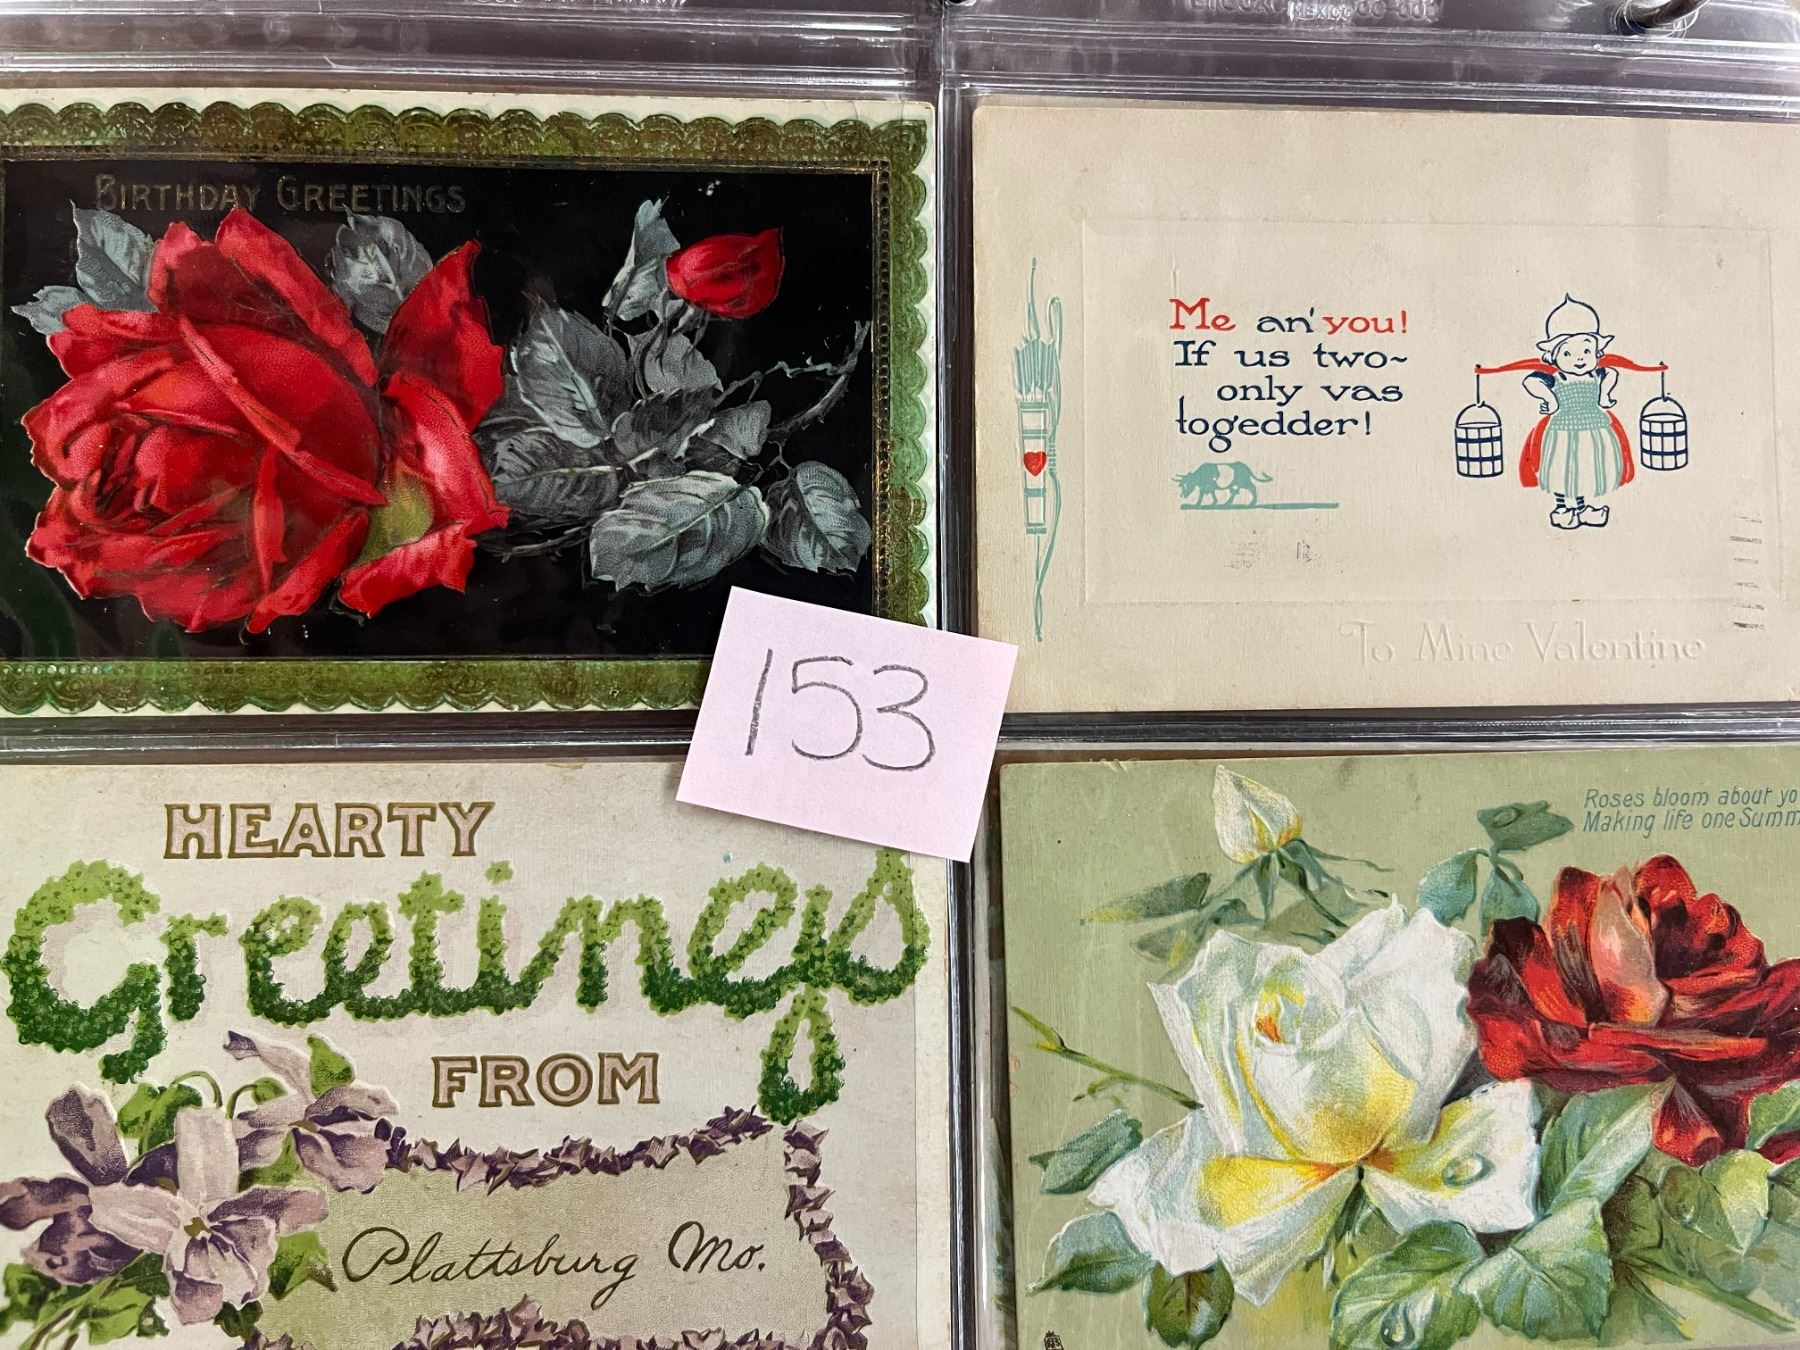 BIRTHDAY GREETINGS
Me an' you!
If us two~
only vas
togedder!
To Mine Valentine
153
HEARTY
Greetings
FROM
Plattsburg Mo.
Roses bloom about yo
Making life one Summ